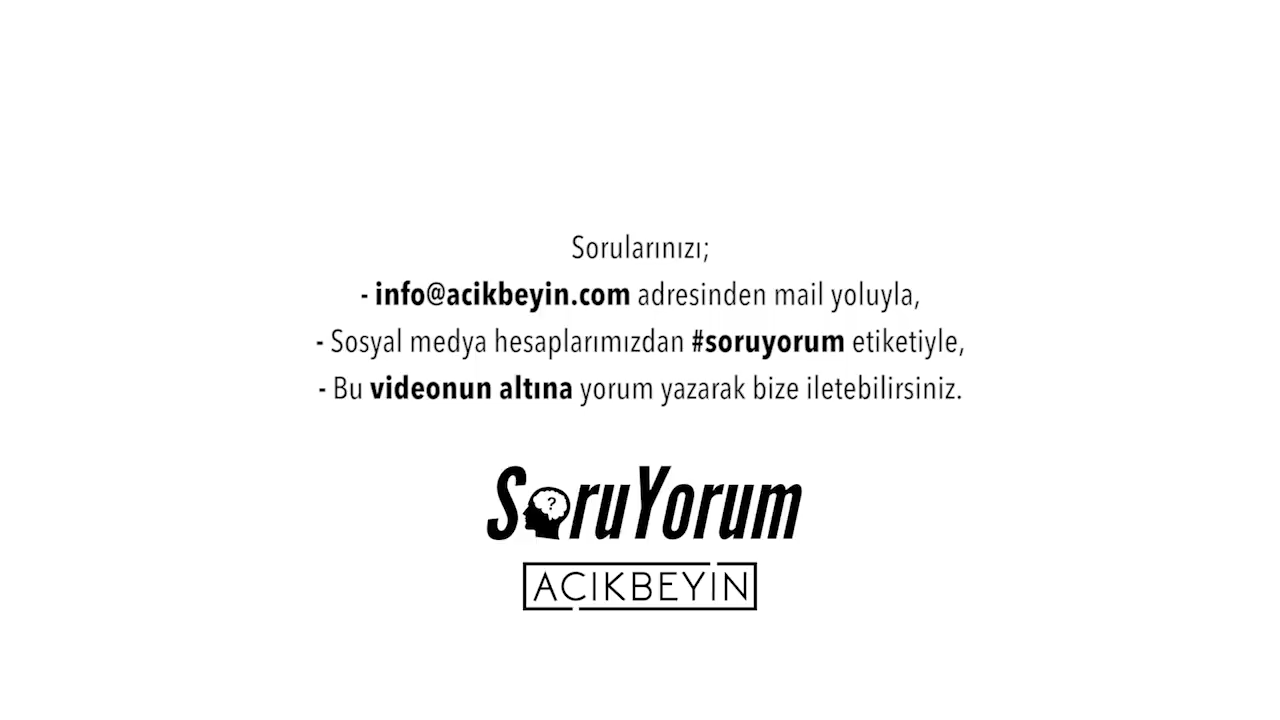 Sorularınızı;
- info@acikbeyin.com adresinden mail yoluyla,
- Sosyal medya hesaplarımızdan #soruyorum etiketiyle,
- Bu videonun altına yorum yazarak bize iletebilirsiniz.
SoruYorum
AÇIKBEYİN